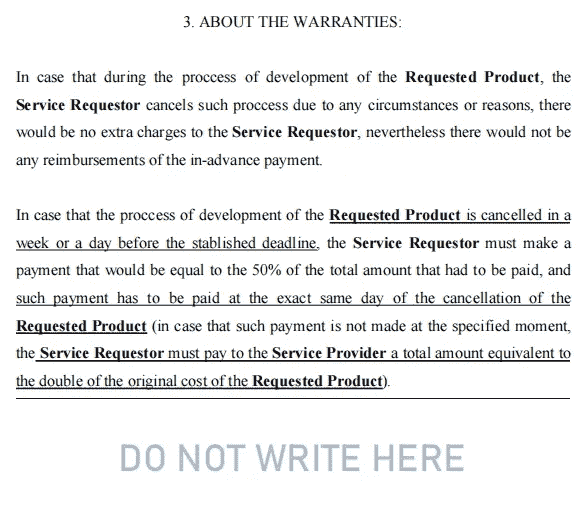 3. ABOUT THE WARRANTIES:
In case that during the proccess of development of the Requested Product, the
Service Requestor cancels such proccess due to any circumstances or reasons, there
would be no extra charges to the Service Requestor, nevertheless there would not be
any reimbursements of the in-advance payment.
In case that the proccess of development of the Requested Product is cancelled in a
week or a day before the stablished deadline, the Service Requestor must make a
payment that would be equal to the 50% of the total amount that had to be paid, and
such payment has to be paid at the exact same day of the cancellation of the
Requested Product (in case that such payment is not made at the specified moment,
the Service Requestor must pay to the Service Provider a total amount equivalent to
the double of the original cost of the Requested Product).
DO NOT WRITE HERE